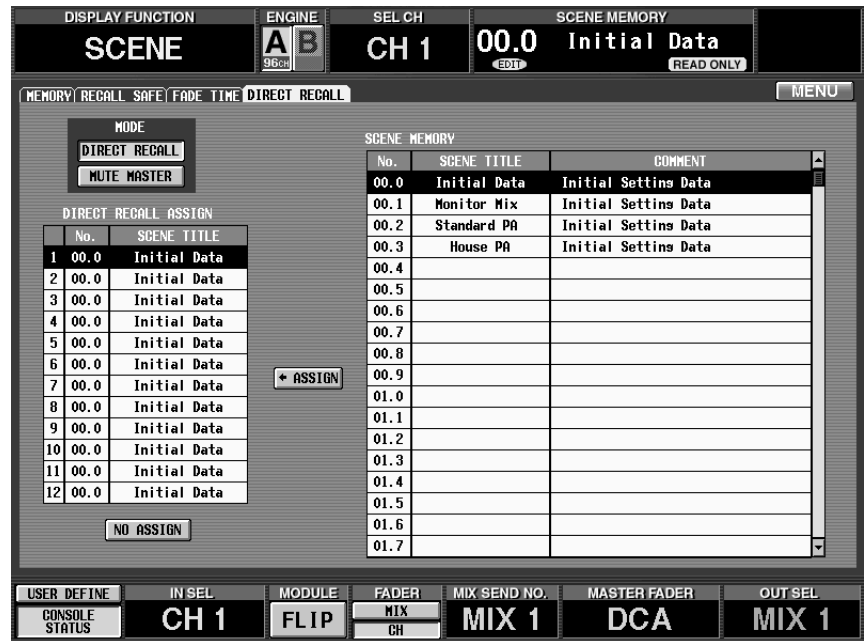 DISPLAY FUNCTION ENGINE SEL CH SCENE MEMORY
SCENE A B 96CH CH 1 00.0 EDIT Initial Data READ ONLY
MEMORY RECALL SAFE FADE TIME DIRECT RECALL MENU
MODE
DIRECT RECALL
MUTE MASTER
DIRECT RECALL ASSIGN
No. SCENE TITLE
1 00.0 Initial Data
2 00.0 Initial Data
3 00.0 Initial Data
4 00.0 Initial Data
5 00.0 Initial Data
6 00.0 Initial Data
7 00.0 Initial Data
8 00.0 Initial Data
9 00.0 Initial Data
10 00.0 Initial Data
11 00.0 Initial Data
12 00.0 Initial Data
NO ASSIGN
← ASSIGN
SCENE MEMORY
No. SCENE TITLE COMMENT
00.0 Initial Data Initial Setting Data
00.1 Monitor Mix Initial Setting Data
00.2 Standard PA Initial Setting Data
00.3 House PA Initial Setting Data
00.4
00.5
00.6
00.7
00.8
00.9
01.0
01.1
01.2
01.3
01.4
01.5
01.6
01.7
USER DEFINE IN SEL MODULE FADER MIX SEND NO. MASTER FADER OUT SEL
CONSOLE STATUS CH 1 FLIP MIX CH MIX 1 DCA MIX 1